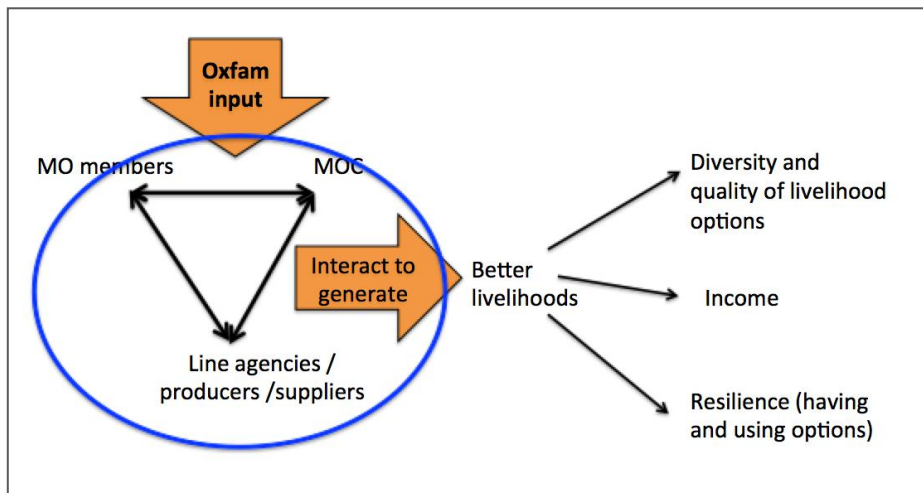 Oxfam
input
MO members
MOC
Line agencies /
producers /suppliers
Interact to
generate
Better
livelihoods
Diversity and
quality of livelihood
options
Income
Resilience (having
and using options)